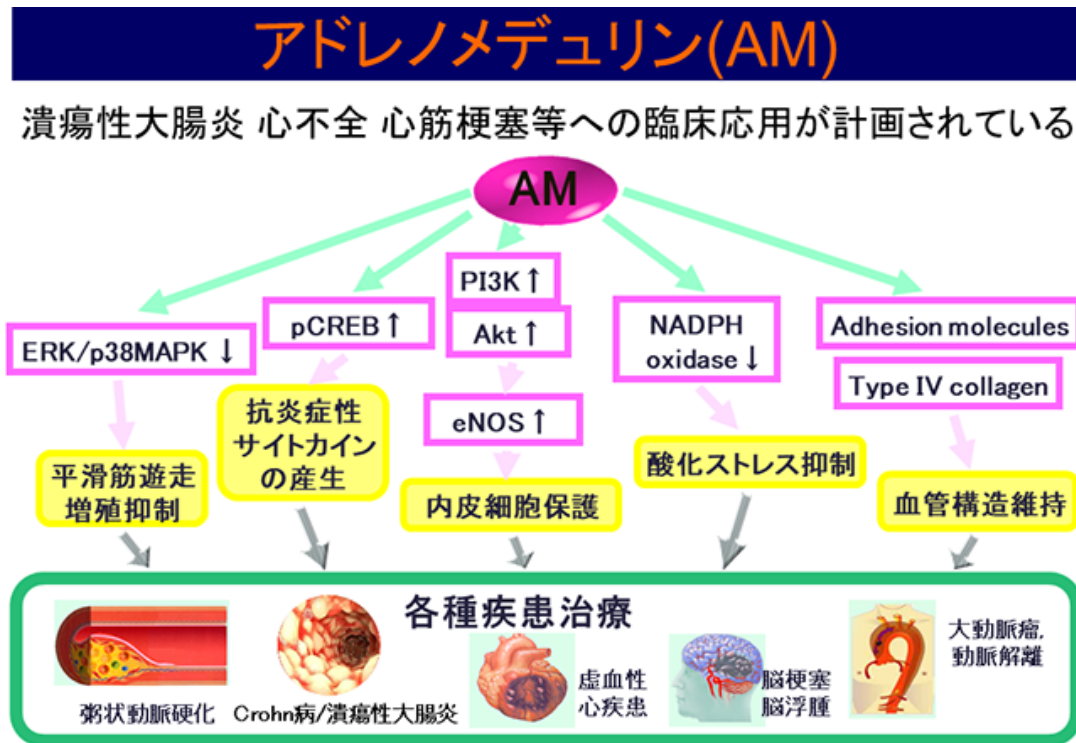 アドレノメデュリン(AM)
潰瘍性大腸炎 心不全 心筋梗塞等への臨床応用が計画されている
AM
ERK/p38MAPK ↓
平滑筋遊走
増殖抑制
pCREB ↑
抗炎症性
サイトカイン
の産生
PI3K ↑
Akt ↑
eNOS ↑
内皮細胞保護
NADPH
oxidase ↓
酸化ストレス抑制
Adhesion molecules
Type IV collagen
血管構造維持
各種疾患治療
粥状動脈硬化
Crohn病/潰瘍性大腸炎
虚血性
心疾患
脳梗塞
脳浮腫
大動脈瘤,
動脈解離